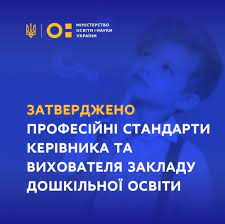 МІНІСТЕРСТВО
ОСВІТИ І НАУКИ
УКРАЇНИ
ЗАТВЕРДЖЕНО
ПРОФЕСІЙНІ СТАНДАРТИ
КЕРІВНИКА ТА
ВИХОВАТЕЛЯ ЗАКЛАДУ
ДОШКІЛЬНОЇ ОСВІТИ